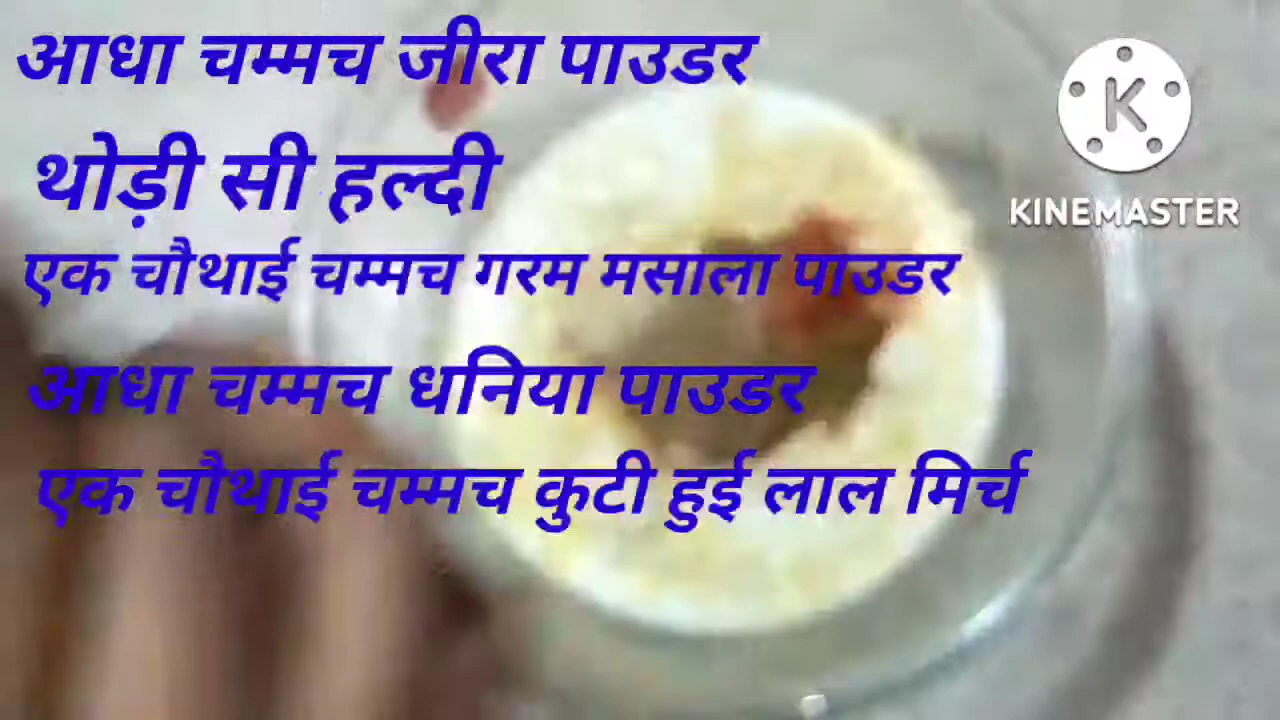 आधा चम्मच जीरा पाउडर
थोड़ी सी हल्दी
एक चौथाई चम्मच गरम मसाला पाउडर
आधा चम्मच धनिया पाउडर
एक चौथाई चम्मच कुटी हुई लाल मिर्च
K
KINEMASTER